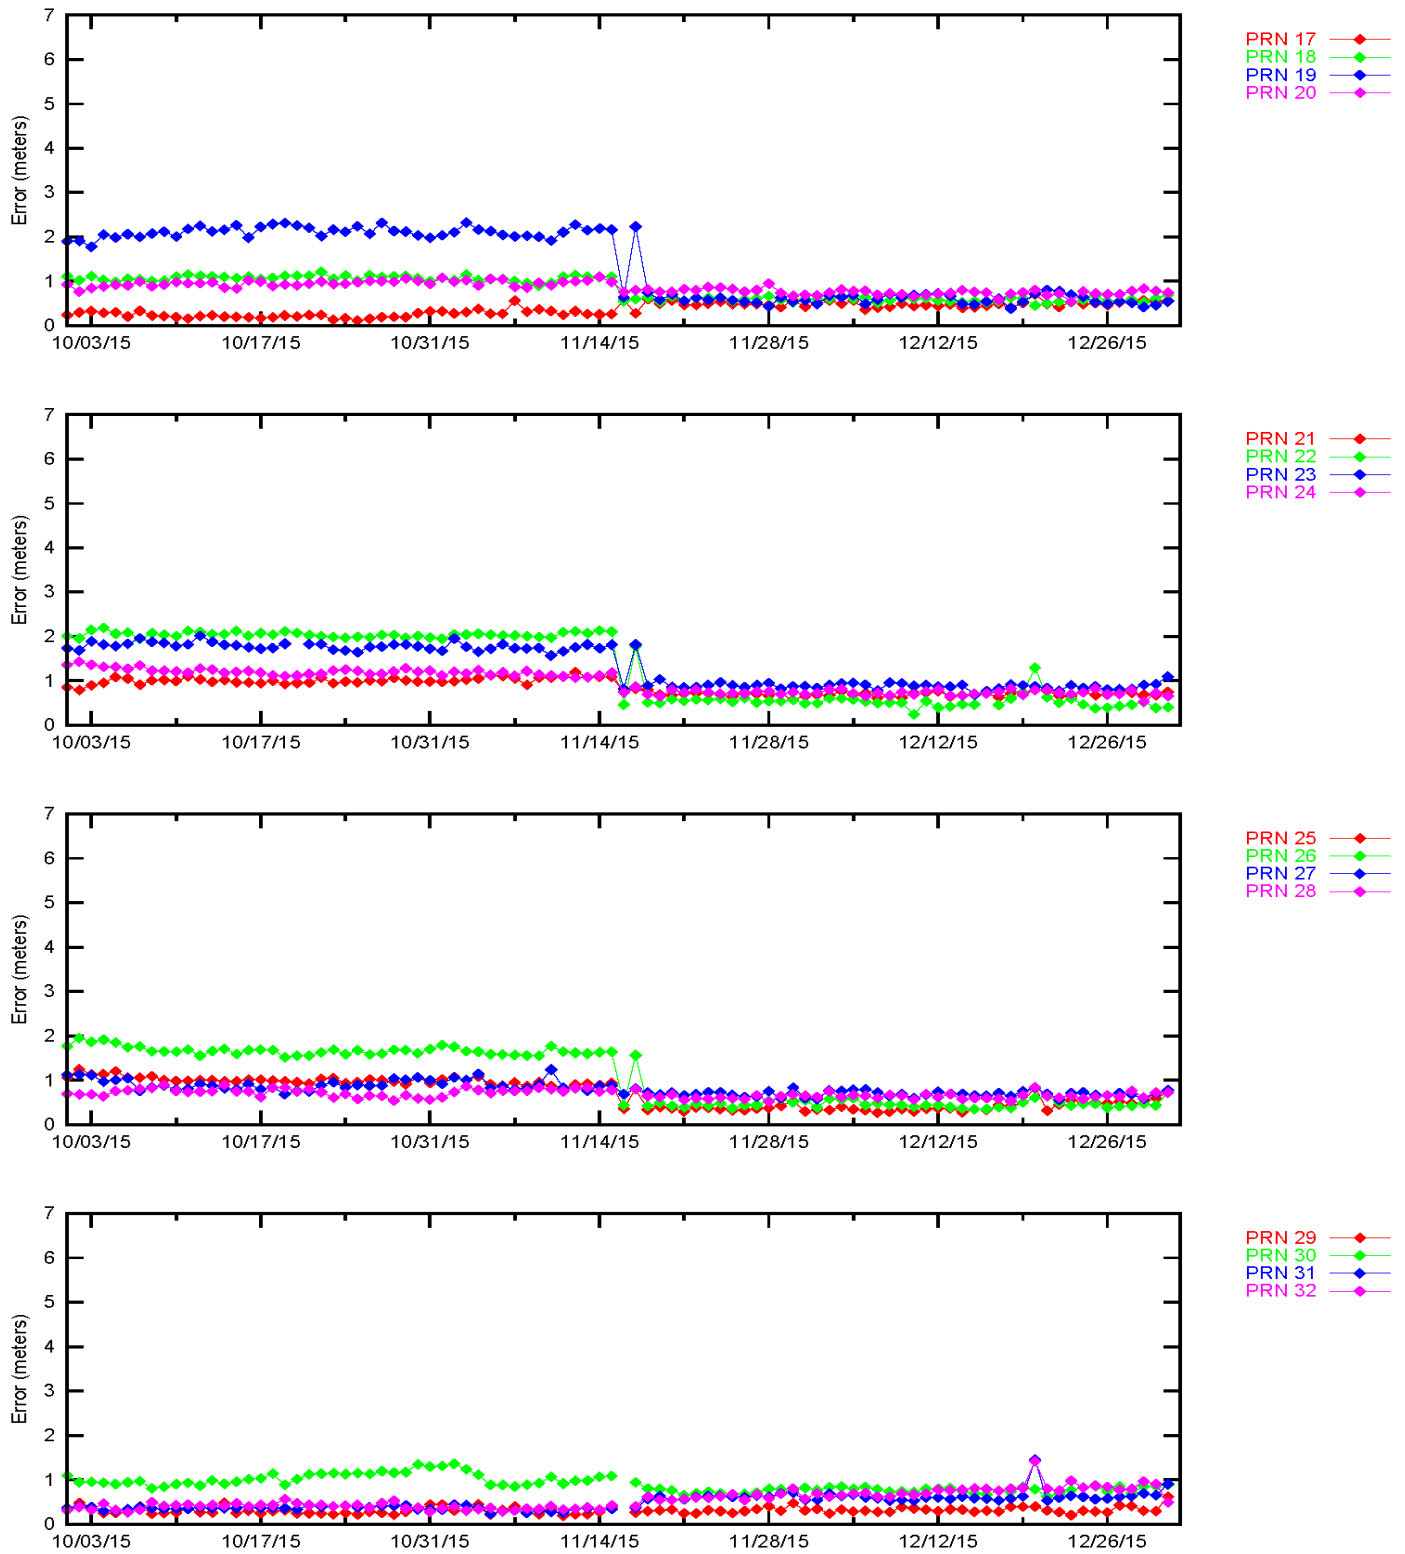 7
6
5
4
3
2
1
0
Error (meters)
10/03/15 10/17/15 10/31/15 11/14/15 11/28/15 12/12/15 12/26/15
PRN 17
PRN 18
PRN 19
PRN 20
7
6
5
4
3
2
1
0
Error (meters)
10/03/15 10/17/15 10/31/15 11/14/15 11/28/15 12/12/15 12/26/15
PRN 21
PRN 22
PRN 23
PRN 24
7
6
5
4
3
2
1
0
Error (meters)
10/03/15 10/17/15 10/31/15 11/14/15 11/28/15 12/12/15 12/26/15
PRN 25
PRN 26
PRN 27
PRN 28
7
6
5
4
3
2
1
0
Error (meters)
10/03/15 10/17/15 10/31/15 11/14/15 11/28/15 12/12/15 12/26/15
PRN 29
PRN 30
PRN 31
PRN 32